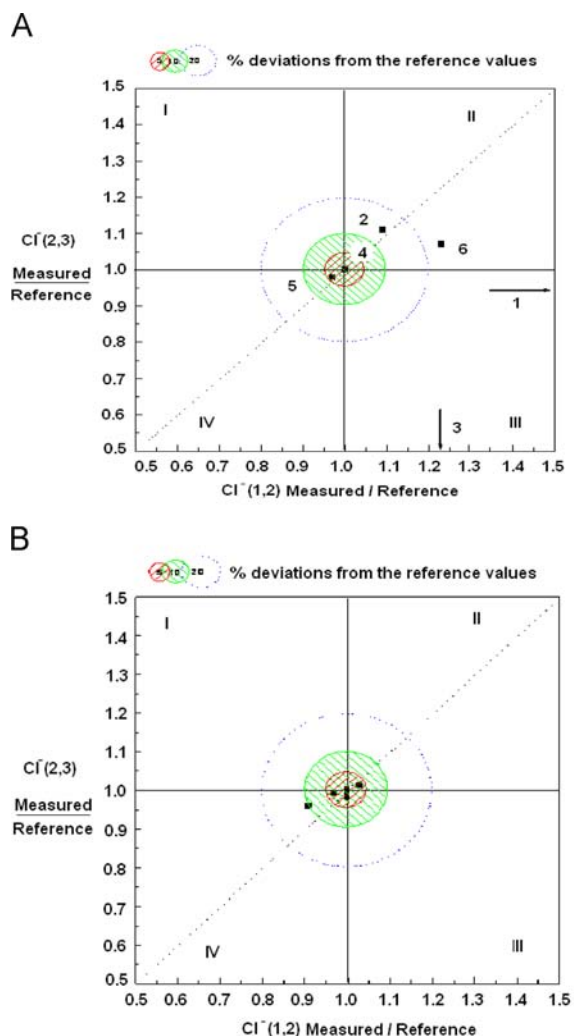 A
5 10 20 % deviations from the reference values
1.5
I
II
1.4
1.3
1.2
2
1.1
Cl⁻(2,3)
4
6
Measured
1.0
Reference
5
0.9
1
0.8
0.7
0.6
IV
3
III
0.5
0.5 0.6 0.7 0.8 0.9 1.0 1.1 1.2 1.3 1.4 1.5
Cl⁻(1,2) Measured / Reference
B
5 10 20 % deviations from the reference values
1.5
I
II
1.4
1.3
1.2
1.1
Cl⁻(2,3)
1.0
Measured
Reference
0.9
0.8
0.7
0.6
IV
III
0.5
0.5 0.6 0.7 0.8 0.9 1.0 1.1 1.2 1.3 1.4 1.5
Cl⁻(1,2) Measured / Reference